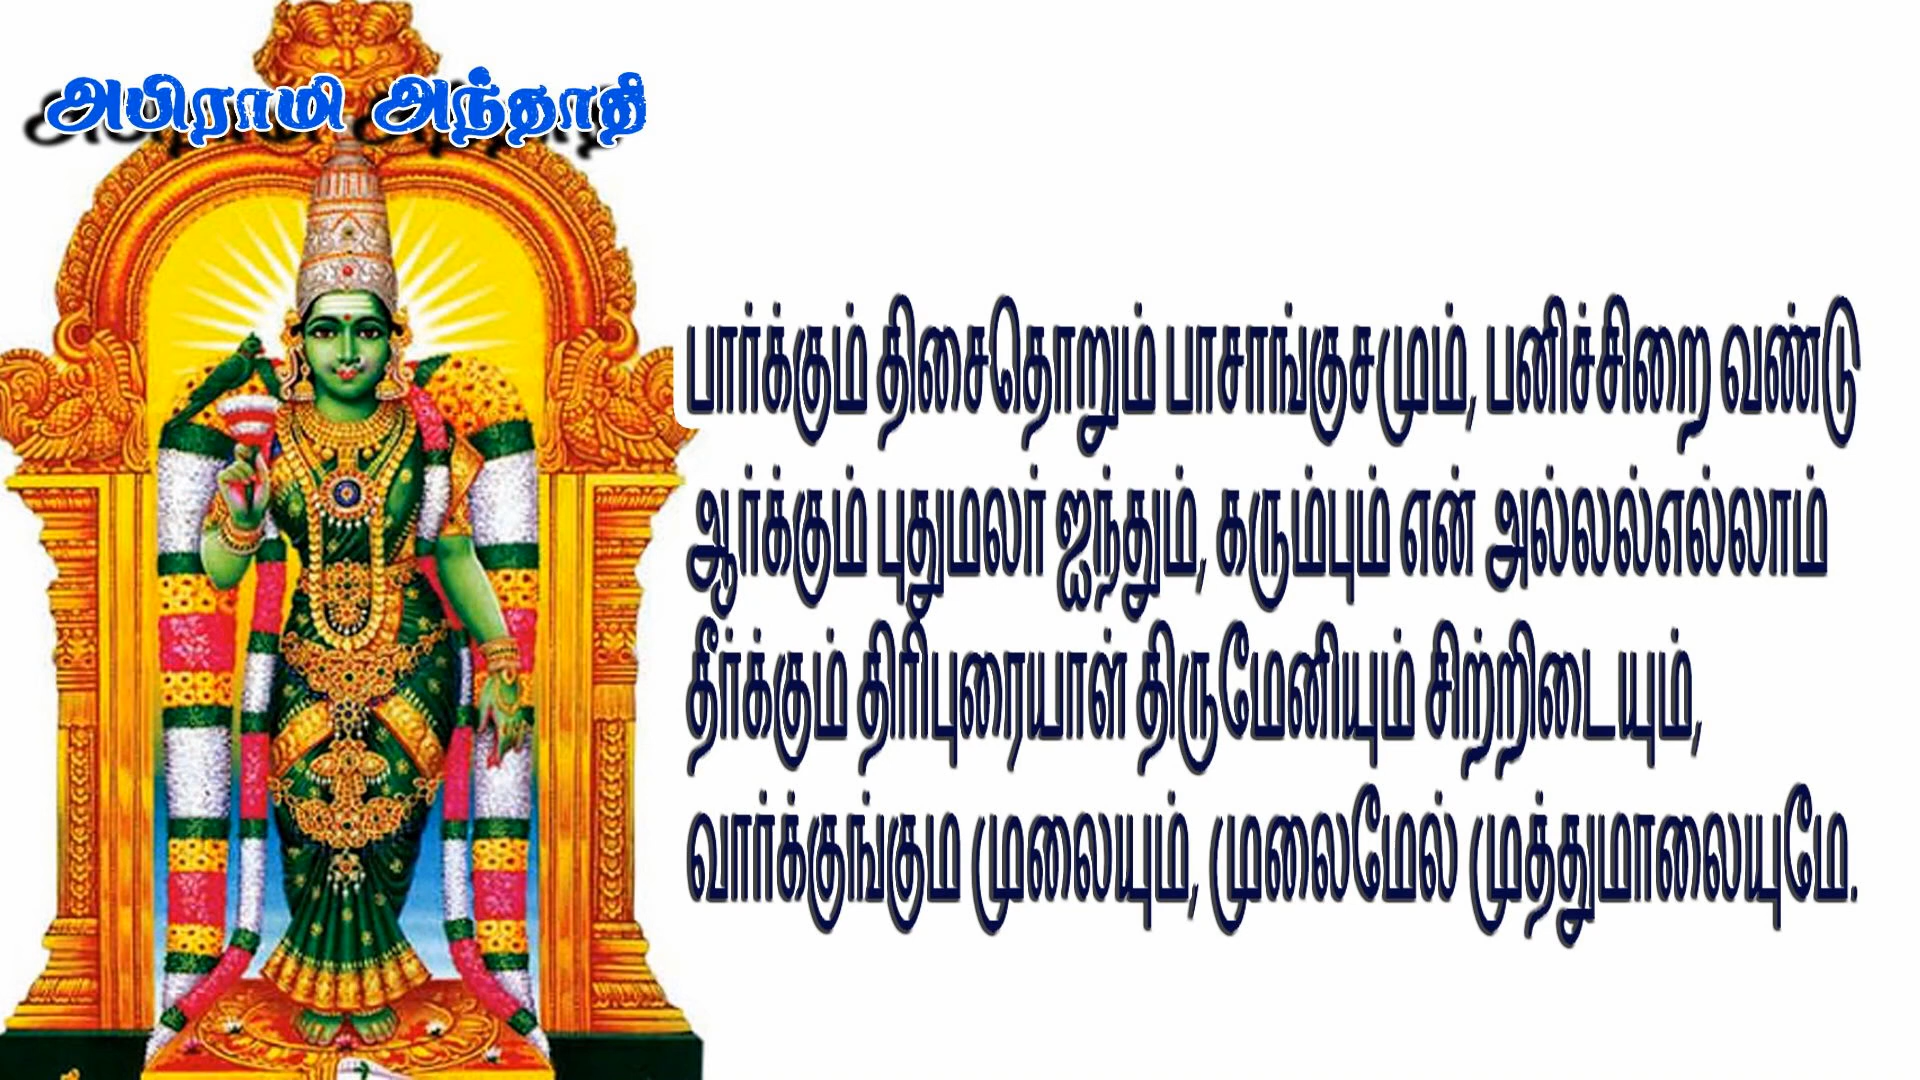 அபிராமி அந்தாதி
பார்க்கும் திசைதொறும் பாசாங்குசமும், பனிச்சிறை வண்டு
ஆர்க்கும் புதுமலர் ஐந்தும், கரும்பும் என் அல்லல்எல்லாம்
தீர்க்கும் திரிபுரையாள் திருமேனியும் சிற்றிடையும்,
வார்க்குங்கும முலையும், முலைமேல் முத்துமாலையுமே.